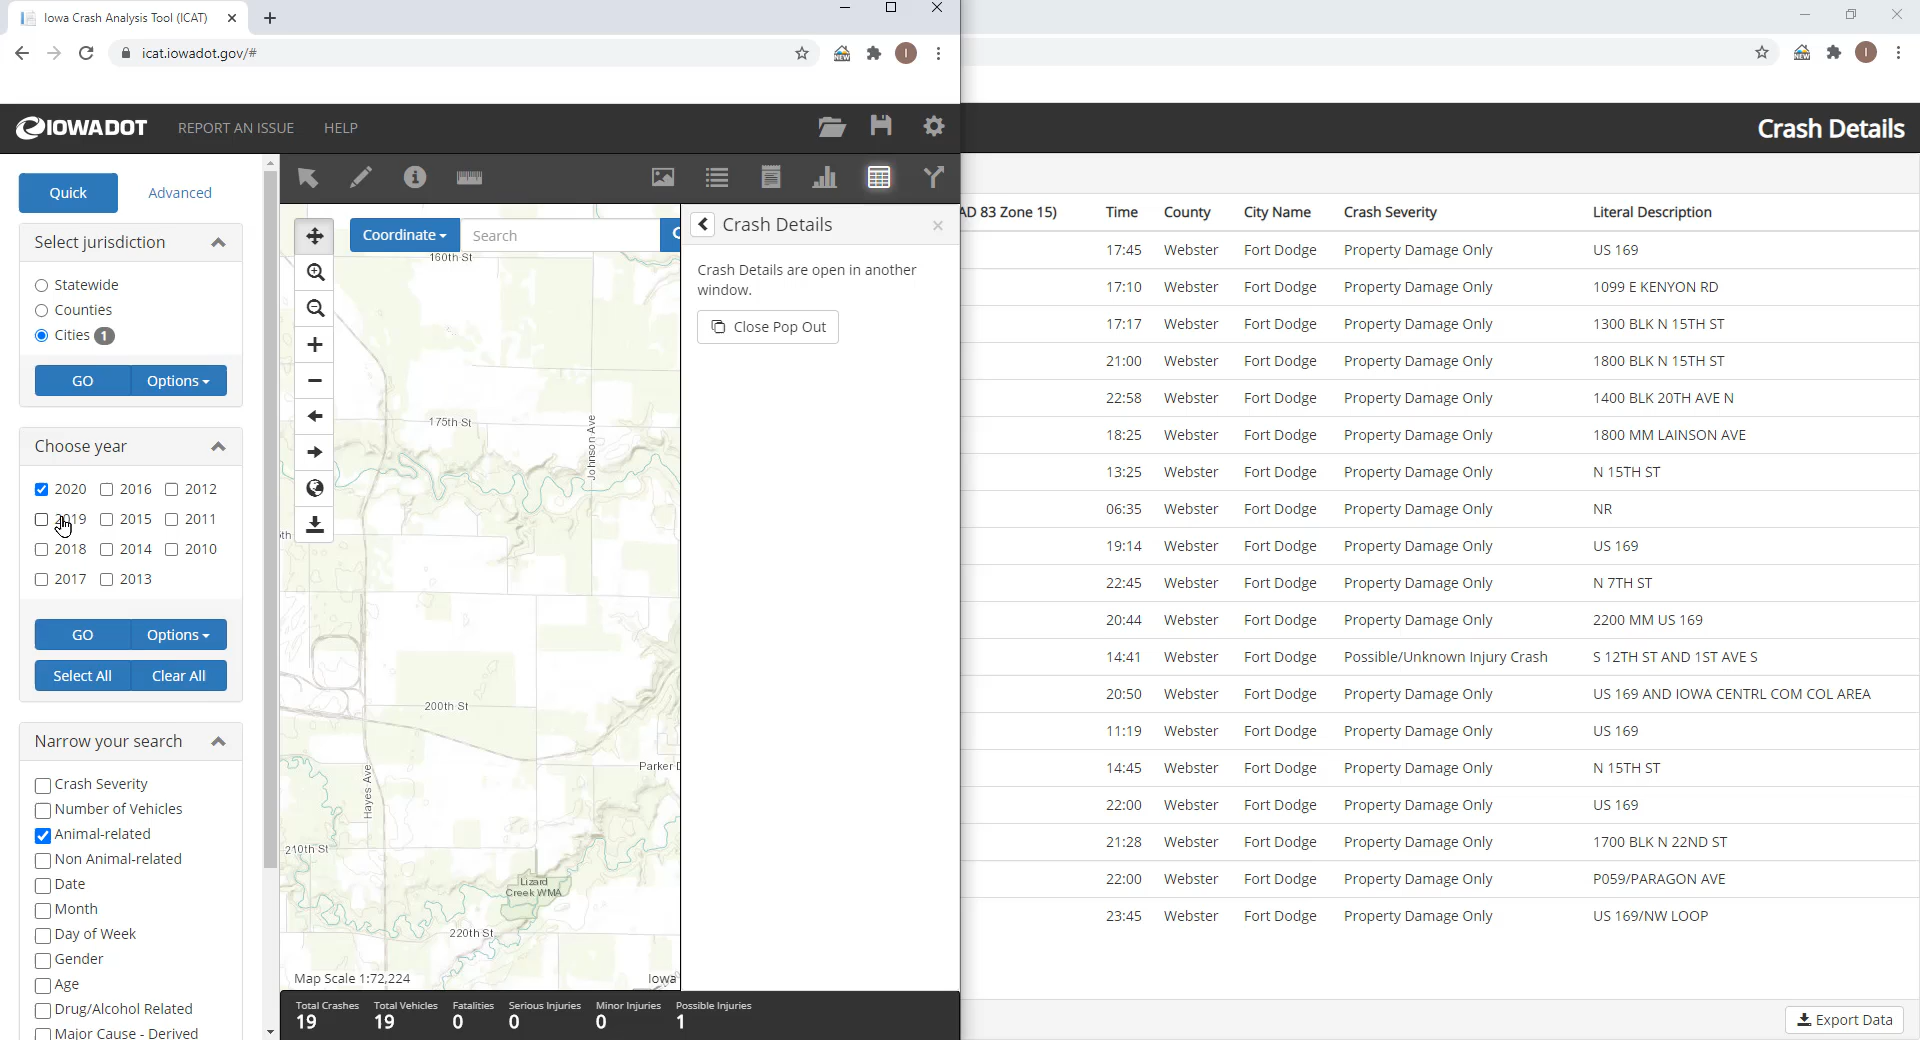 Iowa Crash Analysis Tool (ICAT)
icat.iowadot.gov/#
NEW
I
NEW
I
IOWADOT
REPORT AN ISSUE
HELP
Crash Details
Quick
Advanced
Select jurisdiction
Statewide
Counties
Cities 1
GO
Options
Choose year
2020 2016 2012
2019 2015 2011
2018 2014 2010
2017 2013
GO
Options
Select All
Clear All
Narrow your search
Crash Severity
Number of Vehicles
Animal-related
Non Animal-related
Date
Month
Day of Week
Gender
Age
Drug/Alcohol Related
Major Cause - Derived
Coordinate
Search
160th St
175th St
Johnson Ave
th
200th St
Parker
Hayes Ave
210th St
Lizard
Creek WMA
220th St
Map Scale 1:72,224
Iowa
Crash Details
Crash Details are open in another
window.
Close Pop Out
Total Crashes Total Vehicles Fatalities Serious Injuries Minor Injuries Possible Injuries
19 19 0 0 0 1
AD 83 Zone 15) Time County City Name Crash Severity Literal Description
17:45 Webster Fort Dodge Property Damage Only US 169
17:10 Webster Fort Dodge Property Damage Only 1099 E KENYON RD
17:17 Webster Fort Dodge Property Damage Only 1300 BLK N 15TH ST
21:00 Webster Fort Dodge Property Damage Only 1800 BLK N 15TH ST
22:58 Webster Fort Dodge Property Damage Only 1400 BLK 20TH AVE N
18:25 Webster Fort Dodge Property Damage Only 1800 MM LAINSON AVE
13:25 Webster Fort Dodge Property Damage Only N 15TH ST
06:35 Webster Fort Dodge Property Damage Only NR
19:14 Webster Fort Dodge Property Damage Only US 169
22:45 Webster Fort Dodge Property Damage Only N 7TH ST
20:44 Webster Fort Dodge Property Damage Only 2200 MM US 169
14:41 Webster Fort Dodge Possible/Unknown Injury Crash S 12TH ST AND 1ST AVE S
20:50 Webster Fort Dodge Property Damage Only US 169 AND IOWA CENTRL COM COL AREA
11:19 Webster Fort Dodge Property Damage Only US 169
14:45 Webster Fort Dodge Property Damage Only N 15TH ST
22:00 Webster Fort Dodge Property Damage Only US 169
21:28 Webster Fort Dodge Property Damage Only 1700 BLK N 22ND ST
22:00 Webster Fort Dodge Property Damage Only P059/PARAGON AVE
23:45 Webster Fort Dodge Property Damage Only US 169/NW LOOP
Export Data